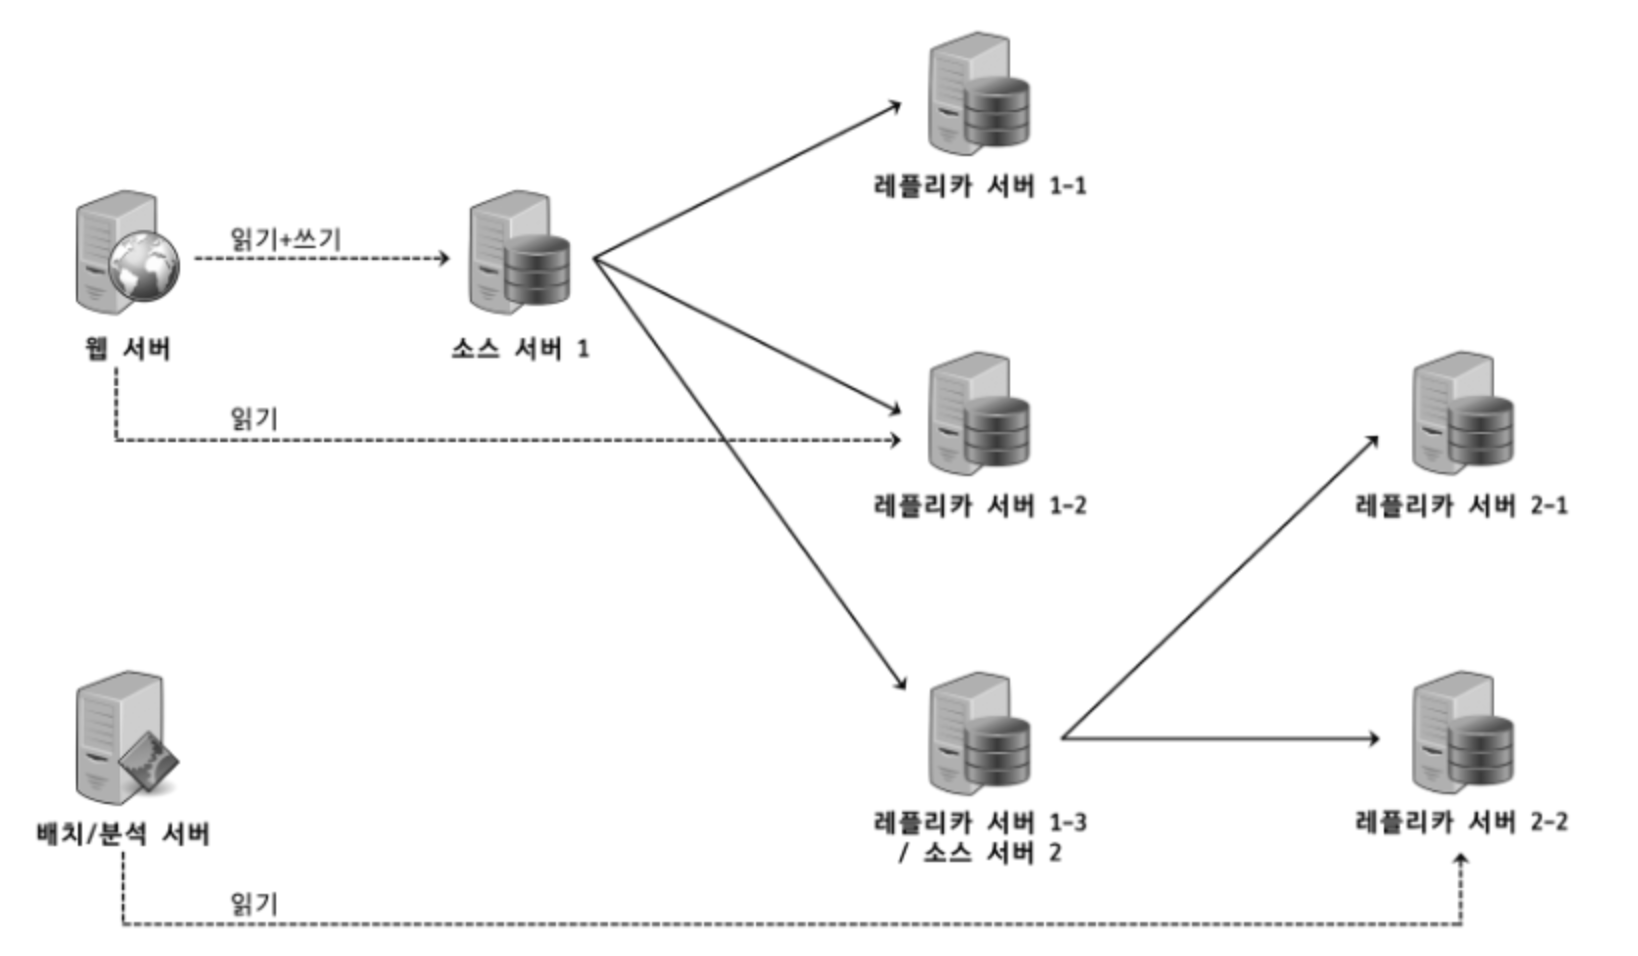 레플리카 서버 1-1
읽기+쓰기
웹 서버
소스 서버 1
읽기
레플리카 서버 1-2
레플리카 서버 2-1
배치/분석 서버
레플리카 서버 1-3
/ 소스 서버 2
레플리카 서버 2-2
읽기